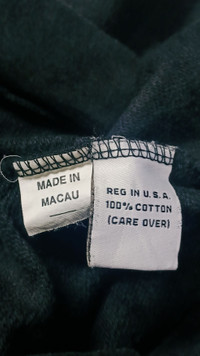 MADE IN
MACAU
REG IN U.S.A.
100% COTTON
(CARE OVER)